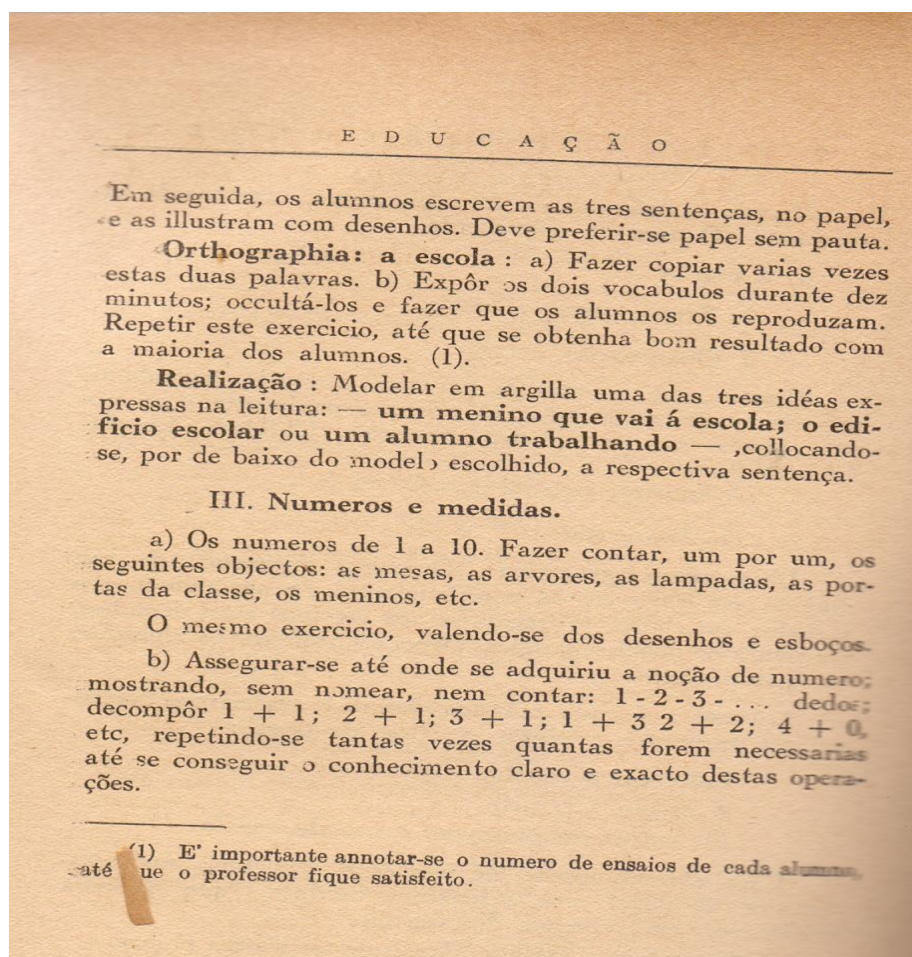 EDUCAÇÃO
Em seguida, os alumnos escrevem as tres sentenças, no papel,
e as illustram com desenhos. Deve preferir-se papel sem pauta.
Orthographia: a escola: a) Fazer copiar varias vezes
estas duas palavras. b) Expôr os dois vocabulos durante dez
minutos; occultá-los e fazer que os alumnos os reproduzam.
Repetir este exercicio, até que se obtenha bom resultado com
a maioria dos alumnos. (1).
Realização: Modelar em argilla uma das tres idéas ex-
pressas na leitura: — um menino que vai á escola; o edi-
ficio escolar ou um alumno trabalhando — ,collocando-
se, por de baixo do modelo escolhido, a respectiva sentença.
III. Numeros e medidas.
a) Os numeros de 1 a 10. Fazer contar, um por um, os
seguintes objectos: as mesas, as arvores, as lampadas, as por-
tas da classe, os meninos, etc.
O mesmo exercicio, valendo-se dos desenhos e esboços.
b) Assegurar-se até onde se adquiriu a noção de numero;
mostrando, sem nomear, nem contar: 1 - 2 - 3 - ... dedos;
decompôr 1 + 1; 2 + 1; 3 + 1; 1 + 3 2 + 2; 4 + 0,
etc, repetindo-se tantas vezes quantas forem necessarias
até se conseguir o conhecimento claro e exacto destas opera-
ções.
(1) E' importante annotar-se o numero de ensaios de cada alumno,
até que o professor fique satisfeito.